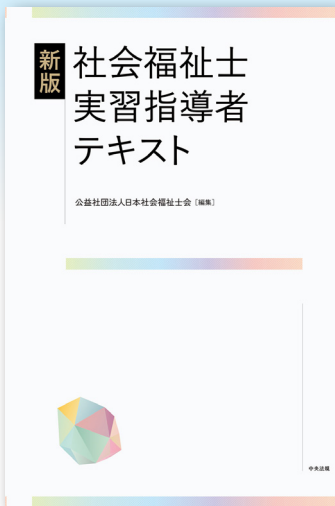 新版
社会福祉士
実習指導者
テキスト
公益社団法人日本社会福祉士会［編集］
中央法規